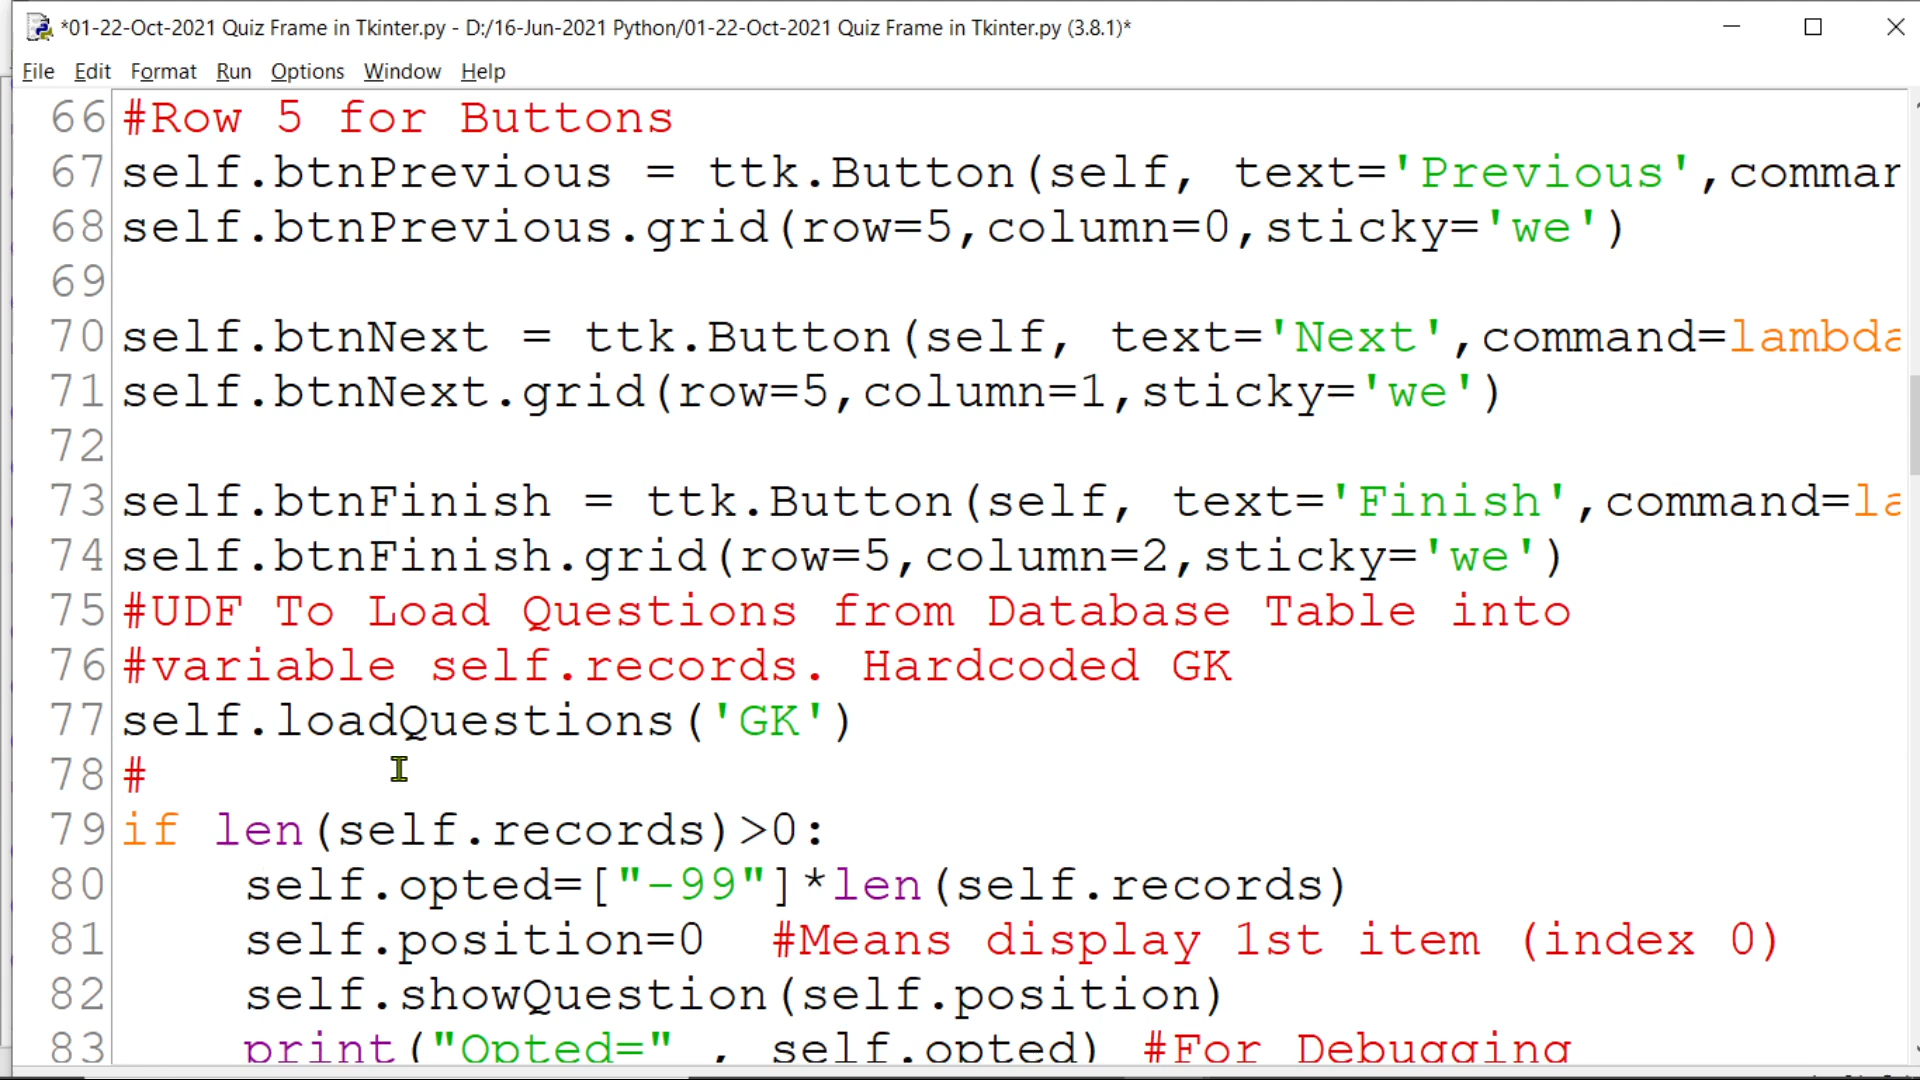 *01-22-Oct-2021 Quiz Frame in Tkinter.py - D:/16-Jun-2021 Python/01-22-Oct-2021 Quiz Frame in Tkinter.py (3.8.1)*
File Edit Format Run Options Window Help
66 #Row 5 for Buttons
67 self.btnPrevious = ttk.Button(self, text='Previous',comman
68 self.btnPrevious.grid(row=5,column=0,sticky='we')
69
70 self.btnNext = ttk.Button(self, text='Next',command=lambda
71 self.btnNext.grid(row=5,column=1,sticky='we')
72
73 self.btnFinish = ttk.Button(self, text='Finish',command=la
74 self.btnFinish.grid(row=5,column=2,sticky='we')
75 #UDF To Load Questions from Database Table into
76 #variable self.records. Hardcoded GK
77 self.loadQuestions('GK')
78 #
79 if len(self.records)>0:
80     self.opted=["-99"]*len(self.records)
81     self.position=0  #Means display 1st item (index 0)
82     self.showQuestion(self.position)
83     print("Opted=" , self.opted) #For Debugging